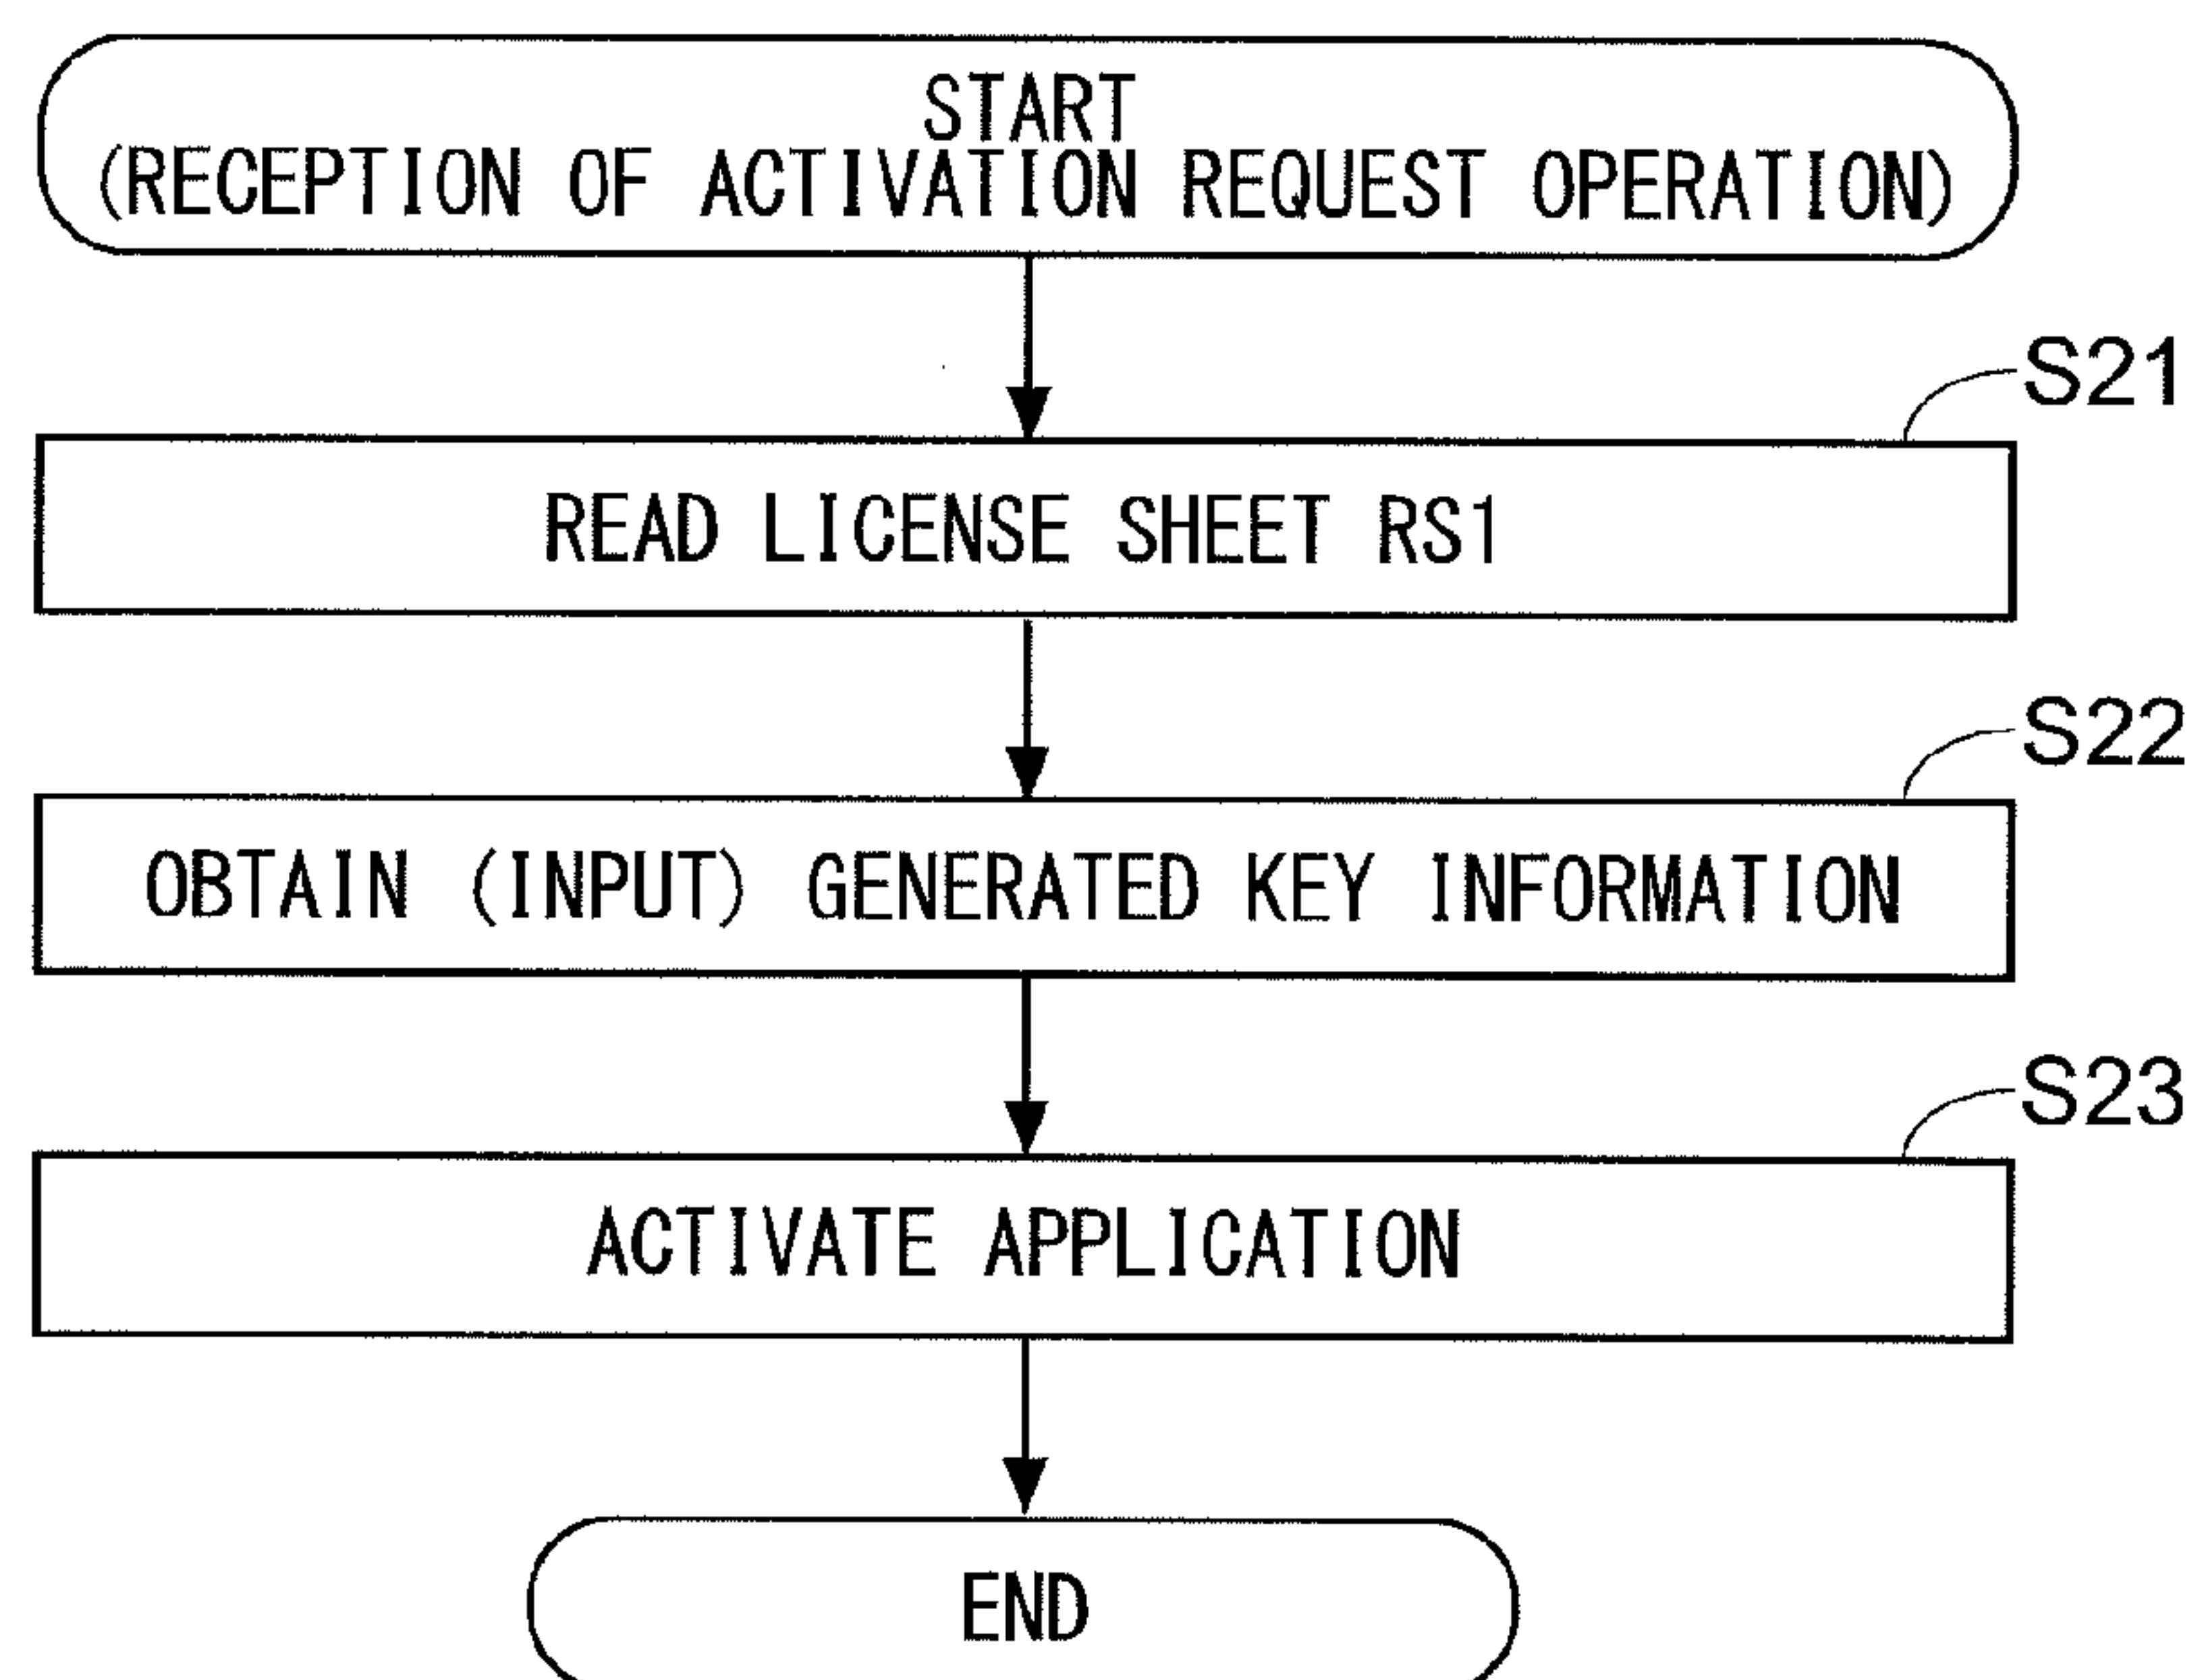 START
(RECEPTION OF ACTIVATION REQUEST OPERATION)
S21
READ LICENSE SHEET RS1
S22
OBTAIN (INPUT) GENERATED KEY INFORMATION
S23
ACTIVATE APPLICATION
END